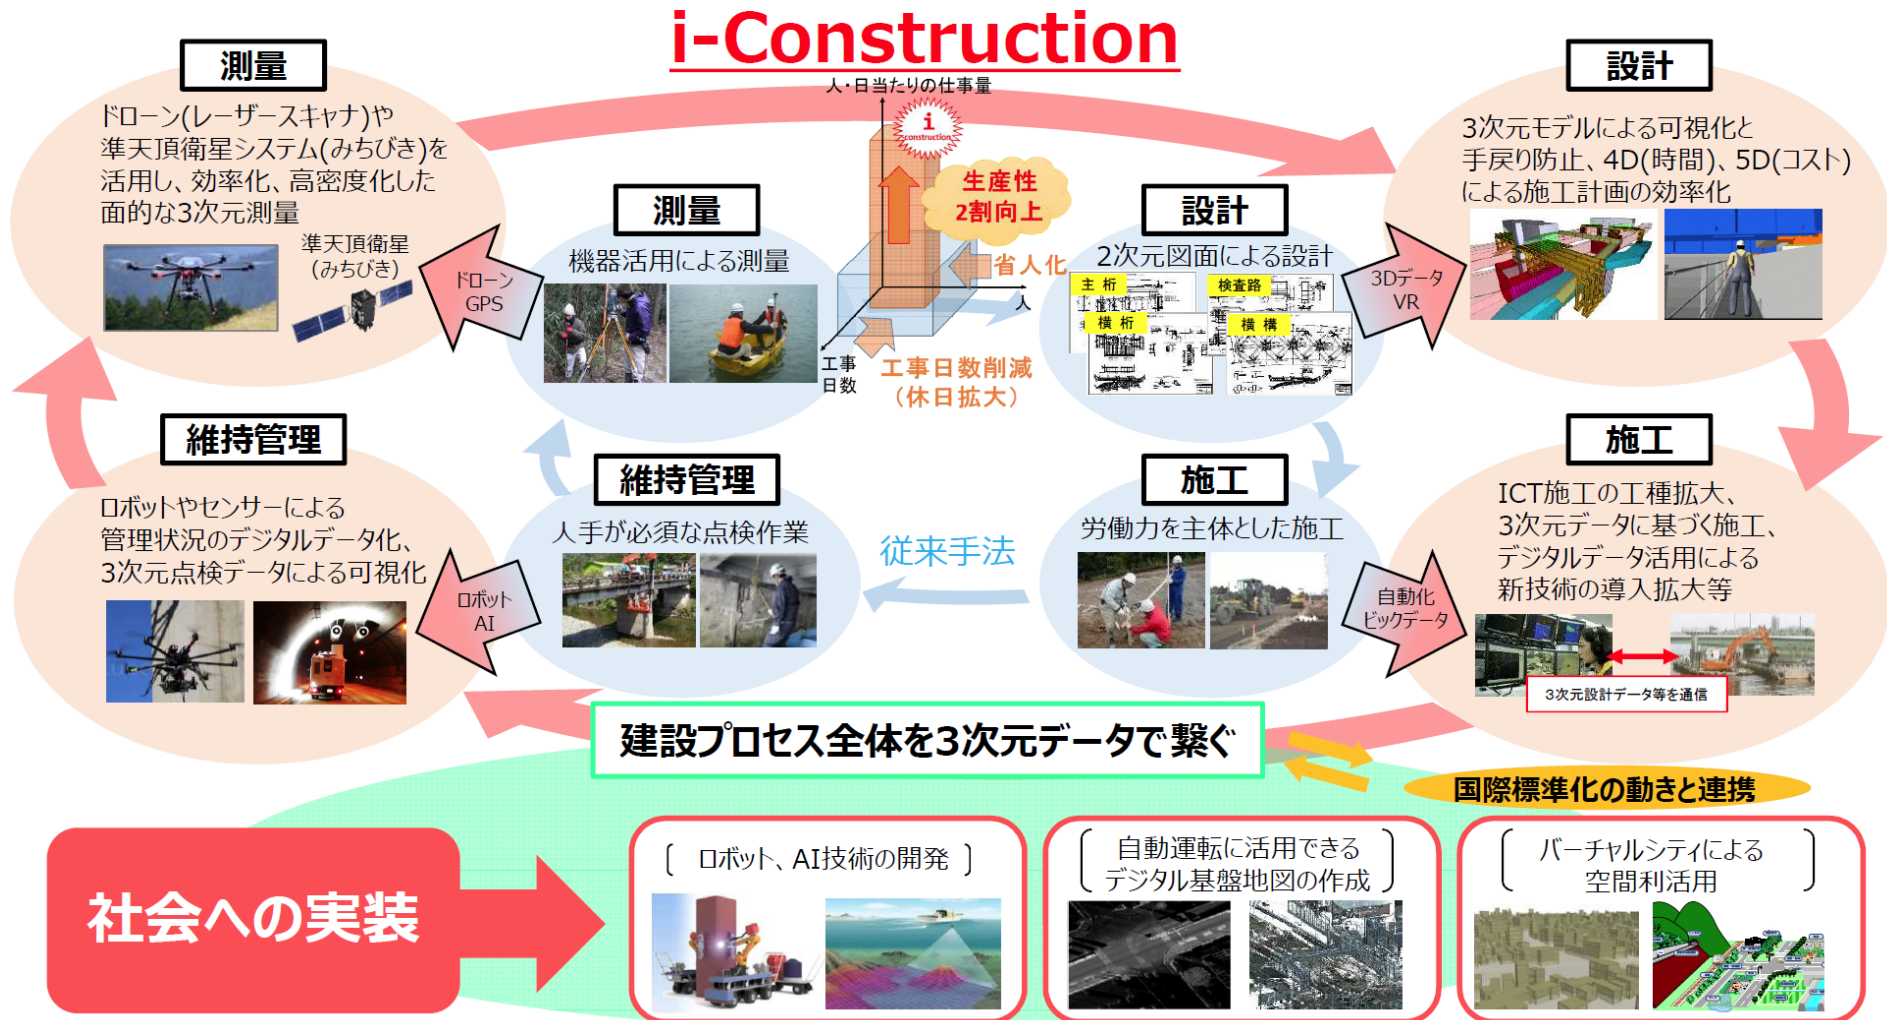 i-Construction
測量
ドローン(レーザースキャナ)や
準天頂衛星システム(みちびき)を
活用し、効率化、高密度化した
面的な3次元測量
準天頂衛星
(みちびき)
ドローン
GPS
測量
機器活用による測量
人・日当たりの仕事量
i
construction
生産性
2割向上
省人化
人
工事
日数
工事日数削減
（休日拡大）
設計
2次元図面による設計
主 桁
検査路
横 桁
横 構
3Dデータ
VR
設計
3次元モデルによる可視化と
手戻り防止、4D(時間)、5D(コスト)
による施工計画の効率化
維持管理
ロボットやセンサーによる
管理状況のデジタルデータ化、
3次元点検データによる可視化
ロボット
AI
維持管理
人手が必須な点検作業
従来手法
施工
労働力を主体とした施工
自動化
ビックデータ
施工
ICT施工の工種拡大、
3次元データに基づく施工、
デジタルデータ活用による
新技術の導入拡大等
3次元設計データ等を通信
建設プロセス全体を3次元データで繋ぐ
国際標準化の動きと連携
社会への実装
ロボット、AI技術の開発
自動運転に活用できる
デジタル基盤地図の作成
バーチャルシティによる
空間利活用